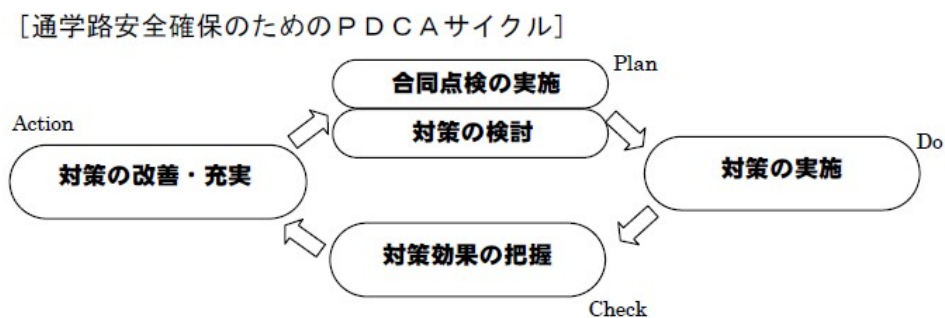 [通学路安全確保のためのＰＤＣＡサイクル]
Plan
合同点検の実施
対策の検討
Action
対策の改善・充実
Do
対策の実施
対策効果の把握
Check